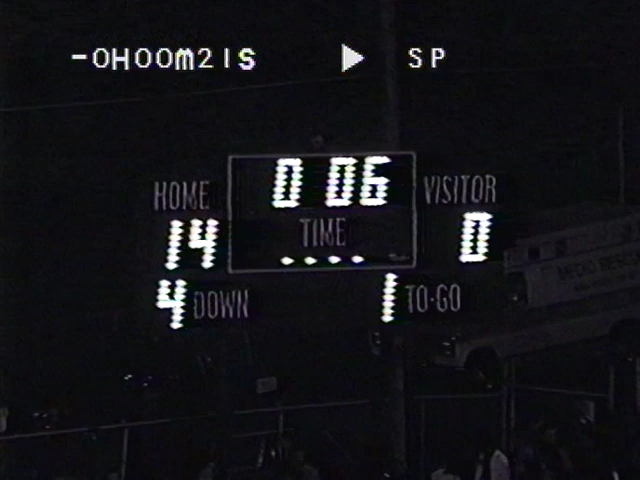 -0H00M21S ▶ SP
0 06
HOME VISITOR
TIME
14 0
4 DOWN 1 TO-GO